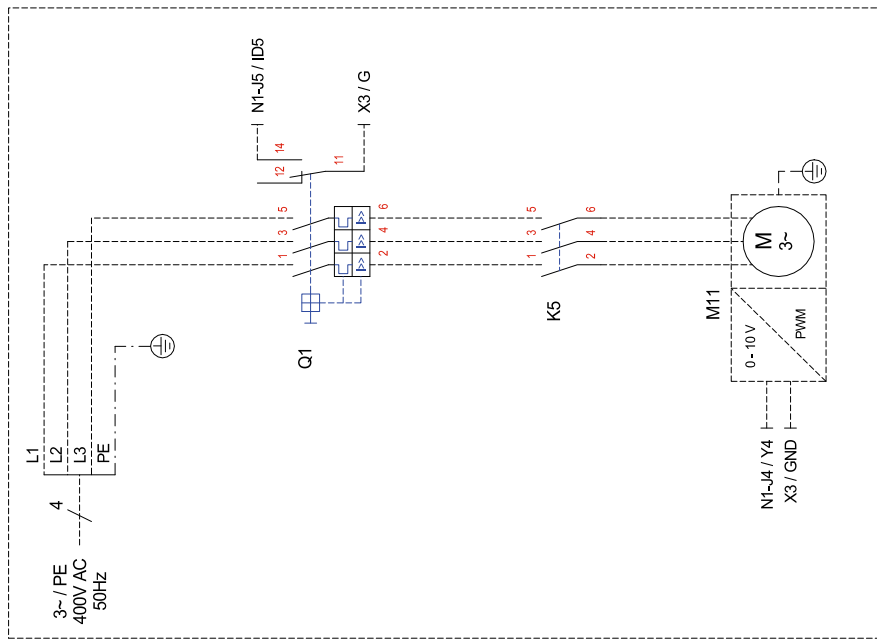 3~ / PE
400V AC
50Hz
4
L1
L2
L3
PE
N1-J5 / ID5
X3 / G
14
12
11
1
3
5
I>
I>
I>
2
4
6
Q1
1
3
5
2
4
6
K5
M11
M
3~
0 - 10 V
PWM
N1-J4 / Y4
X3 / GND